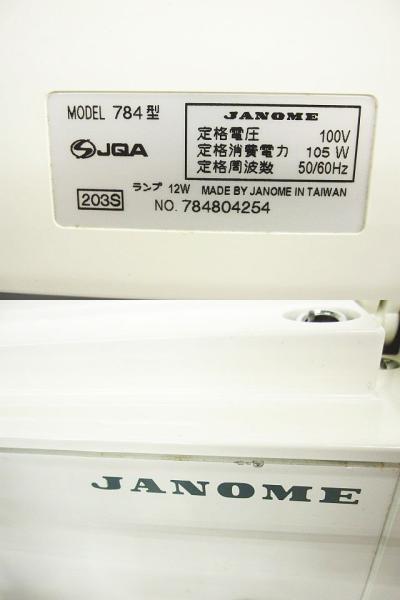 MODEL 784型
JQA
JANOME
定格電圧 100V
定格消費電力 105 W
定格周波数 50/60Hz
ランプ 12W MADE BY JANOME IN TAIWAN
203S
NO. 784804254
JANOME